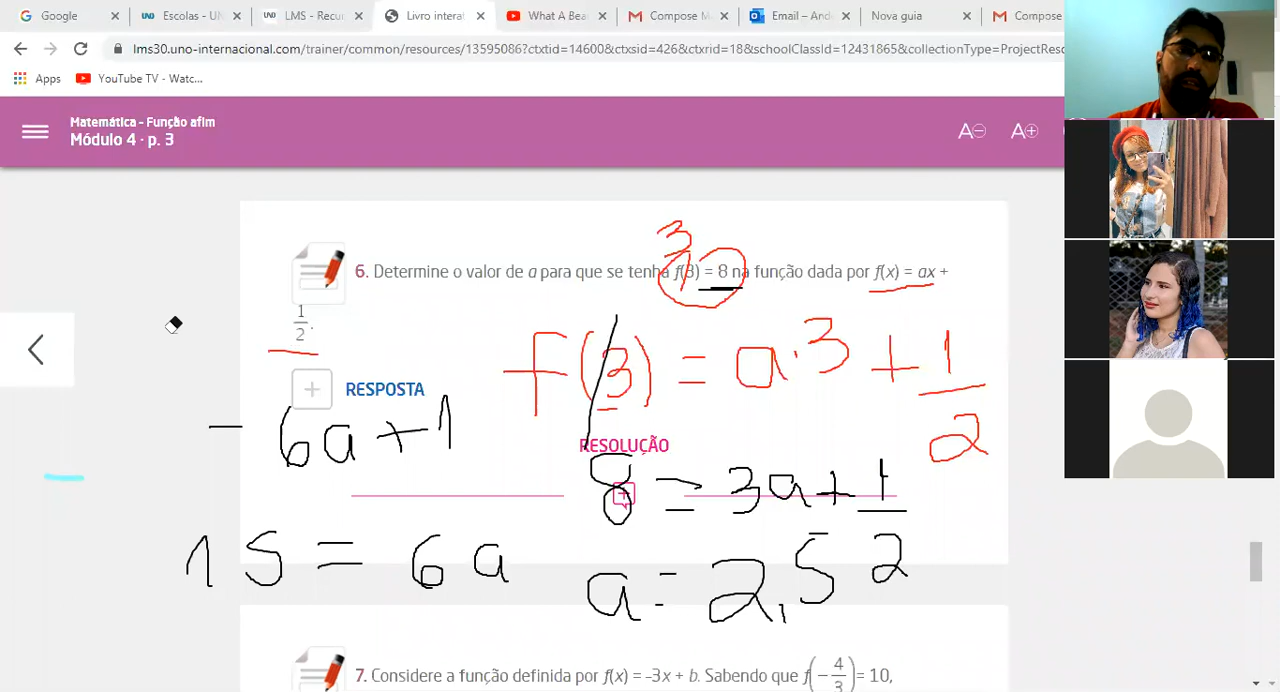 Google
Escolas - UN
LMS - Recu
Livro intera
What A Bea
Compose M
Email – And
Nova guia
Compose
lms30.uno-internacional.com/trainer/common/resources/13595086?ctxtid=14600&ctxsid=426&ctxrid=18&schoolClassId=12431865&collectionType=ProjectReso
Apps
YouTube TV - Watc...
Matemática - Função afim
Módulo 4 · p. 3
A− A+
3
6. Determine o valor de a para que se tenha f(3) = 8 na função dada por f(x) = ax +
1/2.
f(3) = a.3 + 1/2
+ RESPOSTA
- 6a + 1
RESOLUÇÃO
8 = 3a + 1/2
15 = 6a
a = 2,5
7. Considere a função definida por f(x) = -3x + b. Sabendo que f(-4/3) = 10,